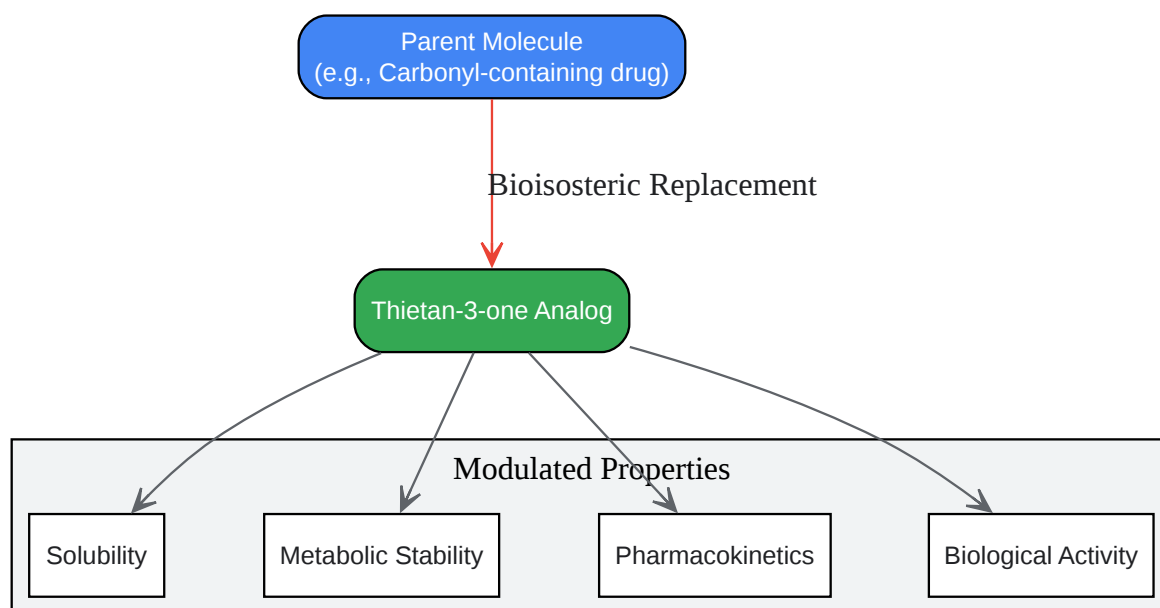 Parent Molecule
(e.g., Carbonyl-containing drug)
Bioisosteric Replacement
Thietan-3-one Analog
Modulated Properties
Solubility
Metabolic Stability
Pharmacokinetics
Biological Activity